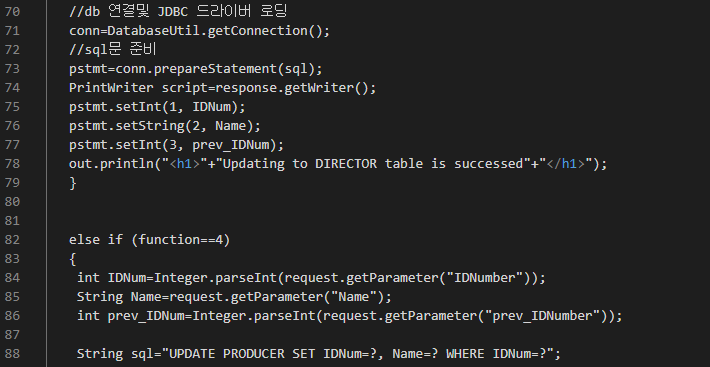 70 //db 연결및 JDBC 드라이버 로딩
71 conn=DatabaseUtil.getConnection();
72 //sql문 준비
73 pstmt=conn.prepareStatement(sql);
74 PrintWriter script=response.getWriter();
75 pstmt.setInt(1, IDNum);
76 pstmt.setString(2, Name);
77 pstmt.setInt(3, prev_IDNum);
78 out.println("<h1>"+"Updating to DIRECTOR table is successed"+"</h1>");
79 }
80
81
82 else if (function==4)
83 {
84 int IDNum=Integer.parseInt(request.getParameter("IDNumber"));
85 String Name=request.getParameter("Name");
86 int prev_IDNum=Integer.parseInt(request.getParameter("prev_IDNumber"));
87
88 String sql="UPDATE PRODUCER SET IDNum=?, Name=? WHERE IDNum=?";